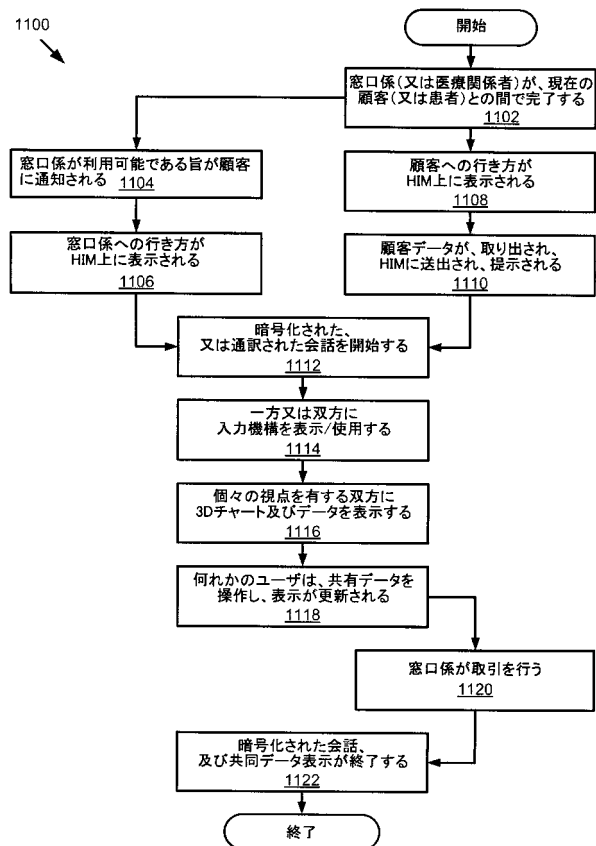 1100
開始
窓口係(又は医療関係者)が、現在の
顧客(又は患者)との間で完了する
1102
窓口係が利用可能である旨が顧客
に通知される 1104
顧客への行き方が
HIM上に表示される
1108
窓口係への行き方が
HIM上に表示される
1106
顧客データが、取り出され、
HIMに送出され、提示される
1110
暗号化された、
又は通訳された会話を開始する
1112
一方又は双方に
入力機構を表示/使用する
1114
個々の視点を有する双方に
3Dチャート及びデータを表示する
1116
何れかのユーザは、共有データを
操作し、表示が更新される
1118
窓口係が取引を行う
1120
暗号化された会話、
及び共同データ表示が終了する
1122
終了